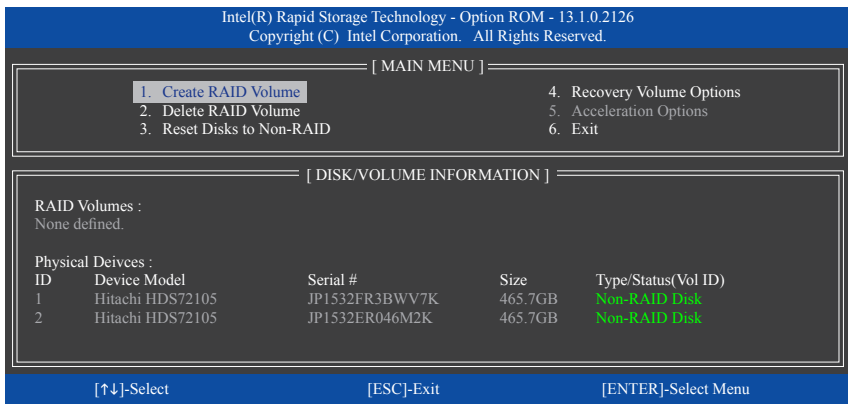 Intel(R) Rapid Storage Technology - Option ROM - 13.1.0.2126
Copyright (C) Intel Corporation. All Rights Reserved.
[ MAIN MENU ]
1. Create RAID Volume
2. Delete RAID Volume
3. Reset Disks to Non-RAID
4. Recovery Volume Options
5. Acceleration Options
6. Exit
[ DISK/VOLUME INFORMATION ]
RAID Volumes :
None defined.
Physical Deivces :
ID Device Model Serial # Size Type/Status(Vol ID)
1 Hitachi HDS72105 JP1532FR3BWV7K 465.7GB Non-RAID Disk
2 Hitachi HDS72105 JP1532ER046M2K 465.7GB Non-RAID Disk
[↑↓]-Select [ESC]-Exit [ENTER]-Select Menu